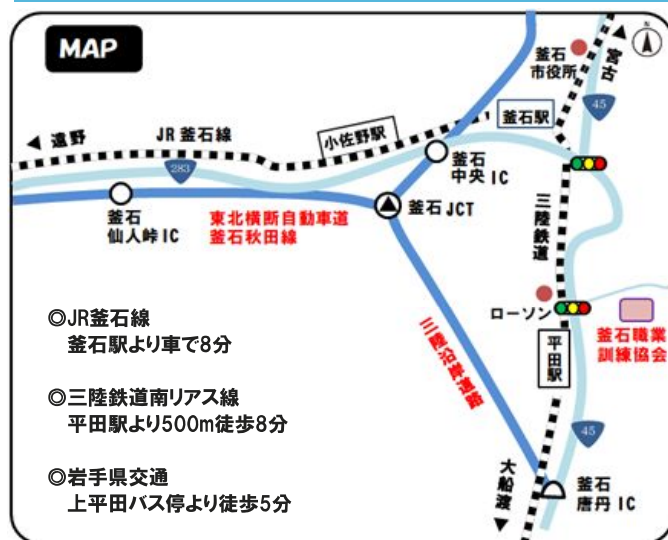 MAP
N
釜石
市役所
宮古
45
釜石駅
遠野
JR釜石線
小佐野駅
283
釜石
中央IC
釜石
仙人峠IC
東北横断自動車道
釜石秋田線
釜石JCT
三陸鉄道
ローソン
平田駅
釜石職業
訓練協会
三陸沿岸道路
◎JR釜石線
釜石駅より車で8分
◎三陸鉄道南リアス線
平田駅より500m徒歩8分
◎岩手県交通
上平田バス停より徒歩5分
45
大船渡
釜石
唐丹IC